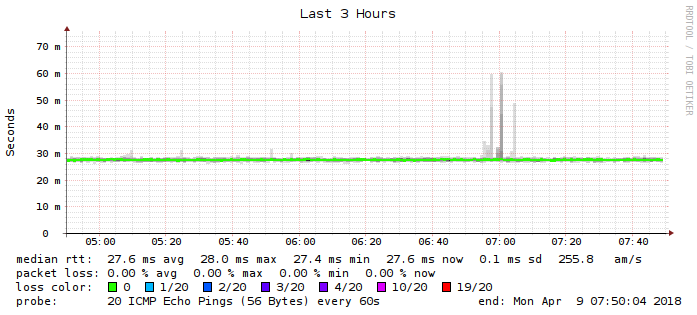 Last 3 Hours
RRDTOOL / TOBI OETIKER
Seconds
70 m
60 m
50 m
40 m
30 m
20 m
10 m
0
05:00 05:20 05:40 06:00 06:20 06:40 07:00 07:20 07:40
median rtt: 27.6 ms avg 28.0 ms max 27.4 ms min 27.6 ms now 0.1 ms sd 255.8 am/s
packet loss: 0.00 % avg 0.00 % max 0.00 % min 0.00 % now
loss color: 0 1/20 2/20 3/20 4/20 10/20 19/20
probe: 20 ICMP Echo Pings (56 Bytes) every 60s end: Mon Apr 9 07:50:04 2018